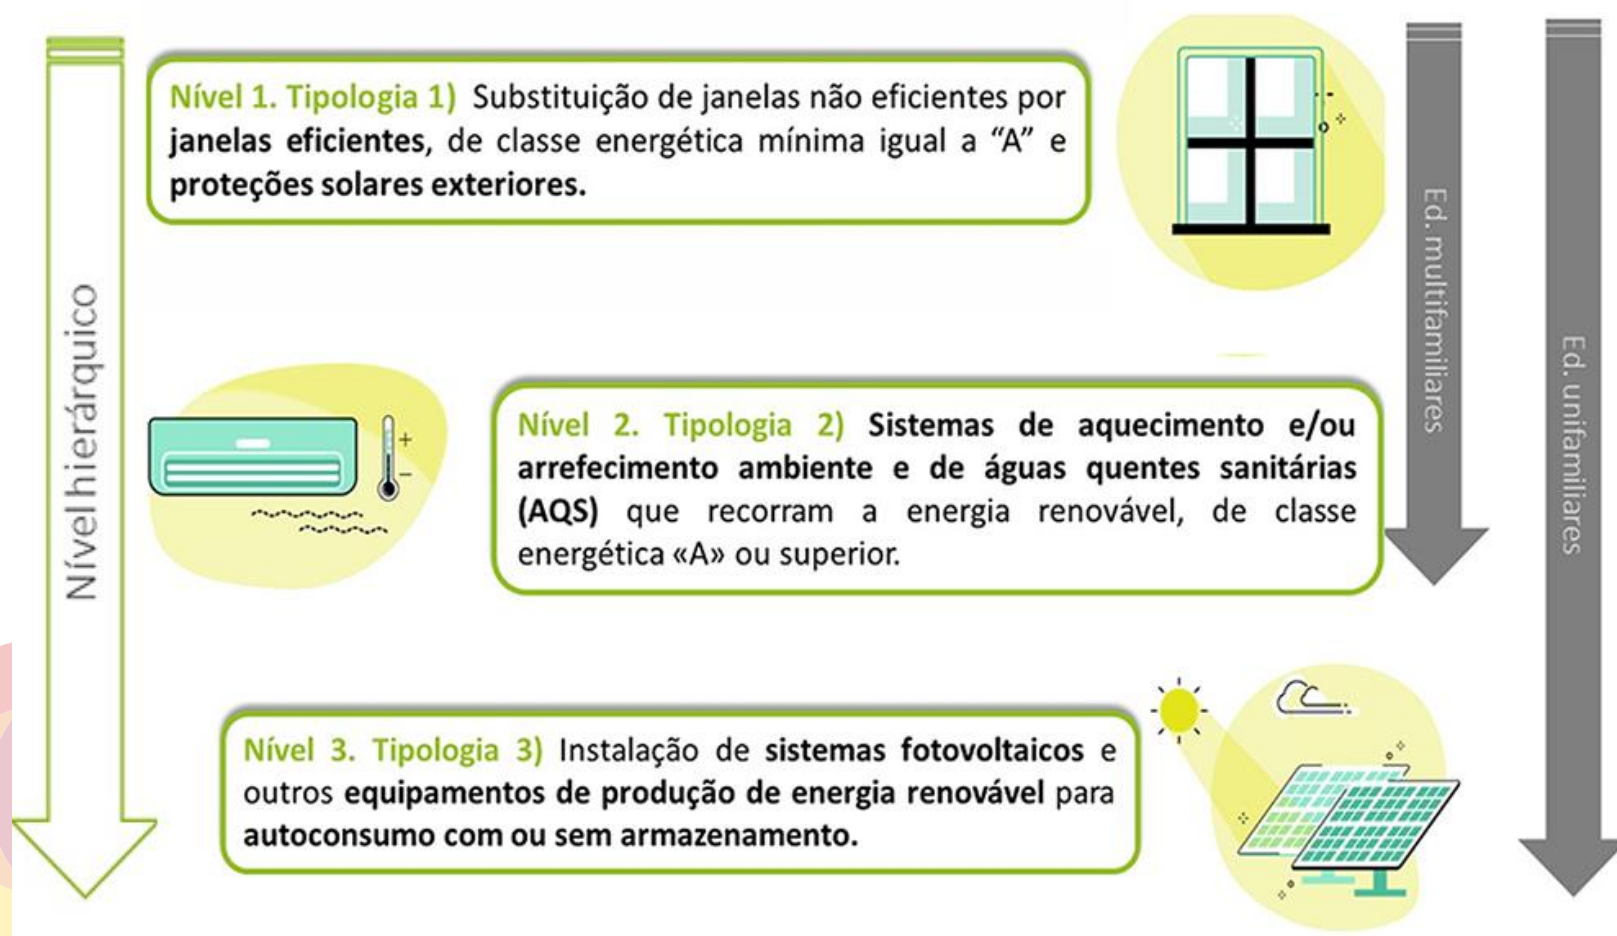 Nível hierárquico
Nível 1. Tipologia 1) Substituição de janelas não eficientes por
janelas eficientes, de classe energética mínima igual a “A” e
proteções solares exteriores.
Nível 2. Tipologia 2) Sistemas de aquecimento e/ou
arrefecimento ambiente e de águas quentes sanitárias
(AQS) que recorram a energia renovável, de classe
energética «A» ou superior.
Nível 3. Tipologia 3) Instalação de sistemas fotovoltaicos e
outros equipamentos de produção de energia renovável para
autoconsumo com ou sem armazenamento.
Ed. multifamiliares
Ed. unifamiliares